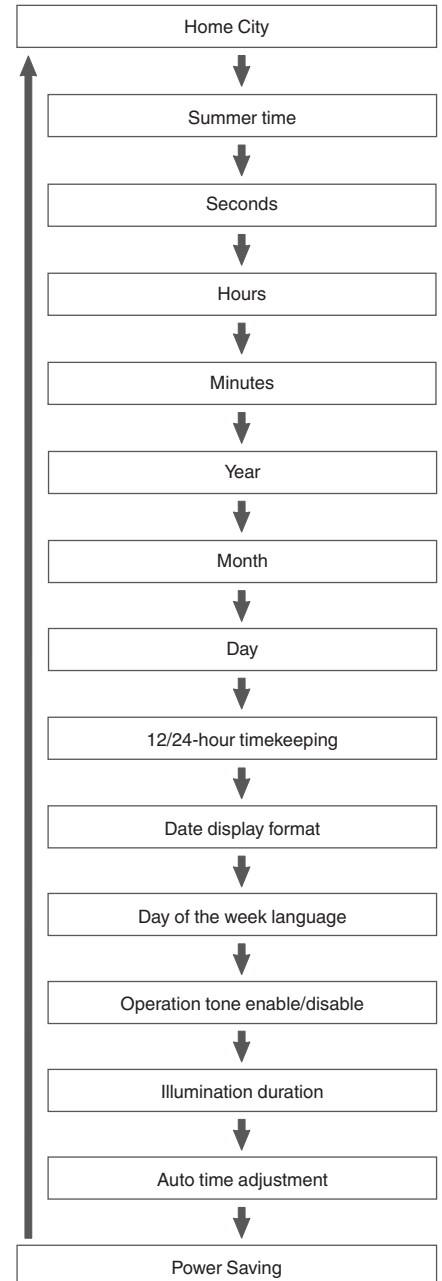 Home City
Summer time
Seconds
Hours
Minutes
Year
Month
Day
12/24-hour timekeeping
Date display format
Day of the week language
Operation tone enable/disable
Illumination duration
Auto time adjustment
Power Saving